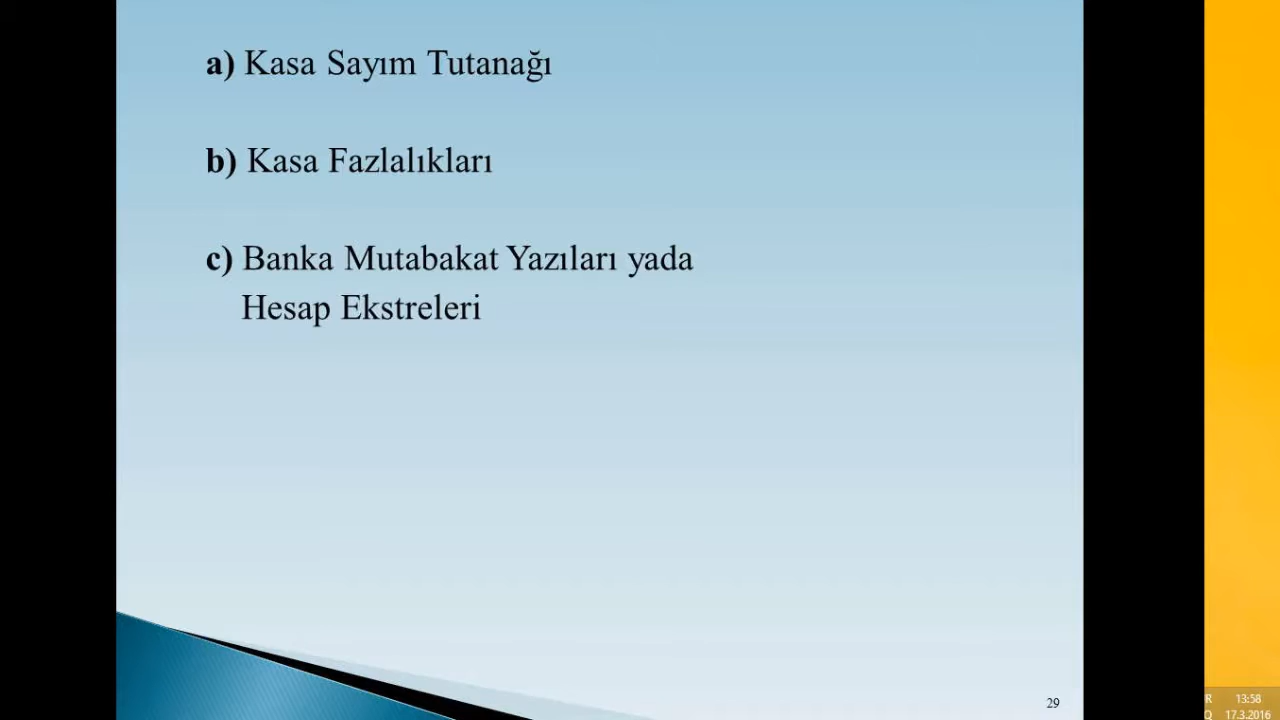 a) Kasa Sayım Tutanağı
b) Kasa Fazlalıkları
c) Banka Mutabakat Yazıları yada
Hesap Ekstreleri
29
R 13:58
Q 17.3.2016